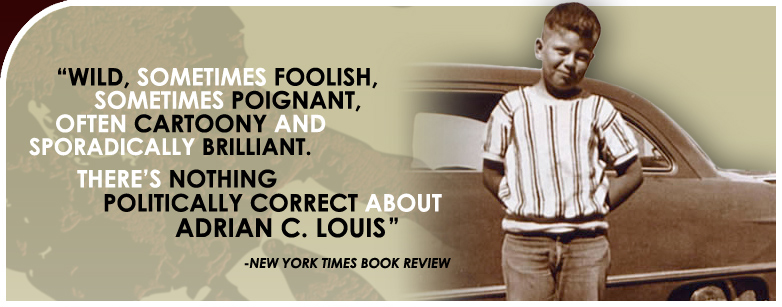 “WILD, SOMETIMES FOOLISH,
SOMETIMES POIGNANT,
OFTEN CARTOONY AND
SPORADICALLY BRILLIANT.
THERE’S NOTHING
POLITICALLY CORRECT ABOUT
ADRIAN C. LOUIS”
-NEW YORK TIMES BOOK REVIEW